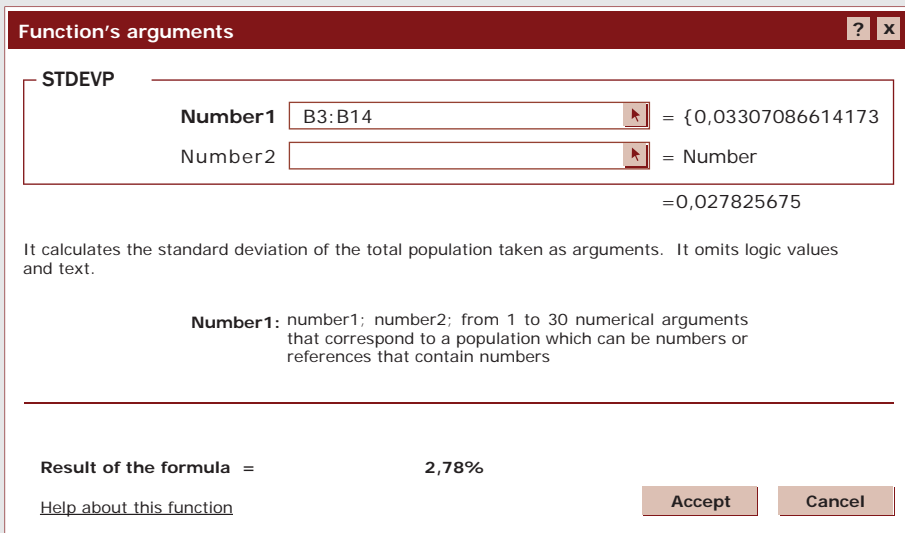 Function's arguments ? x
STDEVP
Number1 B3:B14 = {0,03307086614173
Number2 = Number
=0,027825675
It calculates the standard deviation of the total population taken as arguments. It omits logic values
and text.
Number1: number1; number2; from 1 to 30 numerical arguments
that correspond to a population which can be numbers or
references that contain numbers
Result of the formula = 2,78%
Help about this function Accept Cancel